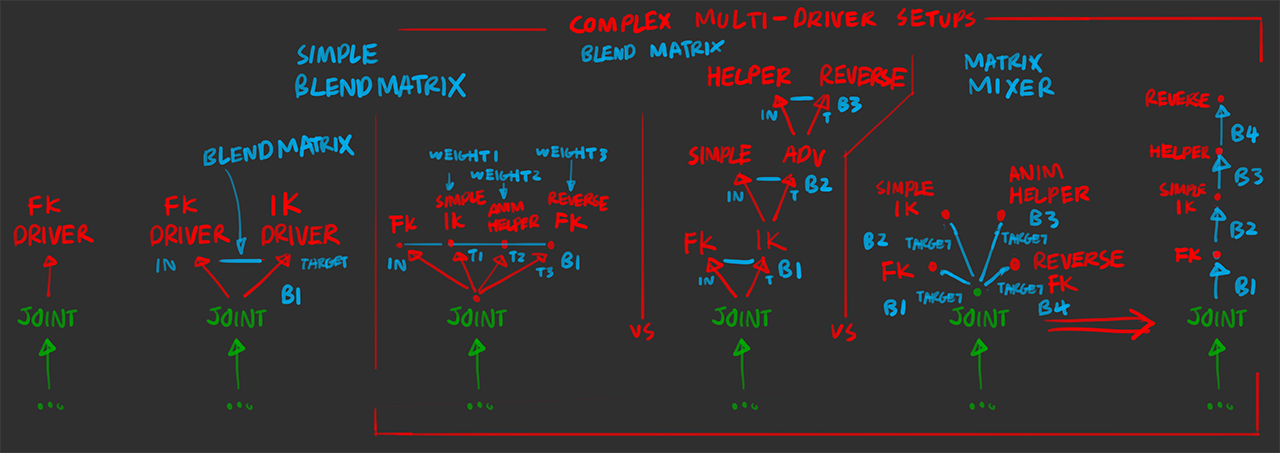 COMPLEX MULTI-DRIVER SETUPS
SIMPLE
BLENDMATRIX
BLENDMATRIX
FK
DRIVER
JOINT
FK
DRIVER
IK
DRIVER
IN
TARGET
B1
JOINT
WEIGHT1
WEIGHT2
WEIGHT3
FK
SIMPLE
IK
ANIM
HELPER
REVERSE
FK
IN
T1
T2
T3
B1
JOINT
VS
BLEND MATRIX
HELPER
REVERSE
IN
T
B3
SIMPLE
ADV
IN
T
B2
FK
IK
IN
T
B1
JOINT
VS
MATRIX
MIXER
SIMPLE
IK
ANIM
HELPER
B3
B2
TARGET
TARGET
FK
REVERSE
FK
B1
TARGET
TARGET
B4
JOINT
REVERSE
B4
HELPER
B3
SIMPLE
IK
B2
FK
B1
JOINT